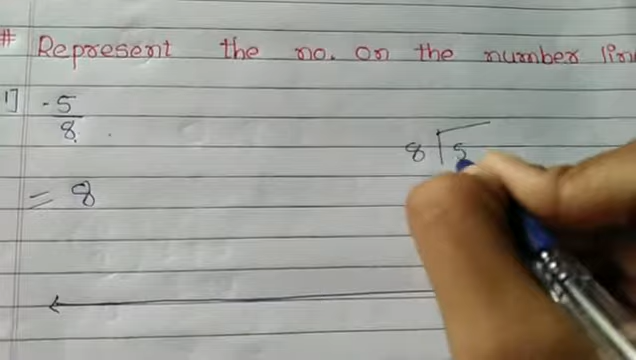 # Represent the no. on the number lin
1] -5/8 .
8 5
= 8